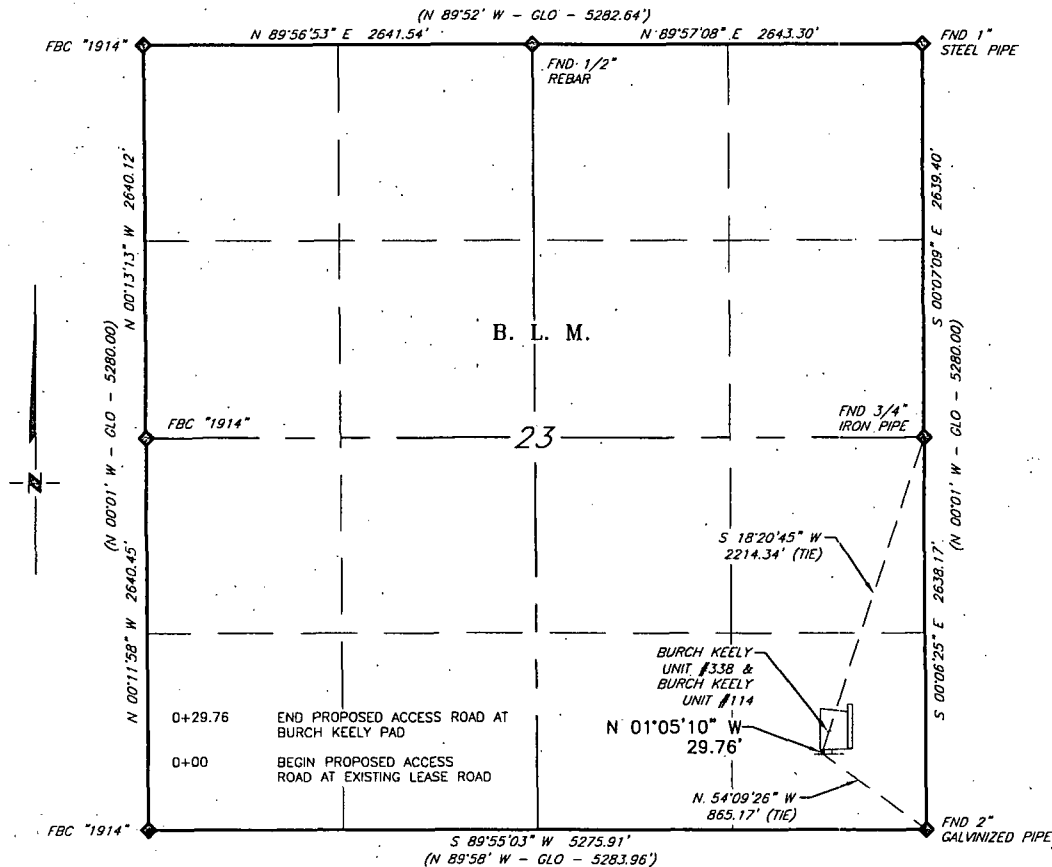 (N 89°52' W - GLO - 5282.64')
N 89°56'53" E 2641.54'
N 89°57'08" E 2643.30'
FBC "1914"
FND 1"
STEEL PIPE
FND 1/2"
REBAR
N 00°13'13" W 2640.12'
S 00°07'09" E 2639.40'
B. L. M.
(N 00°01' W - GLO - 5280.00)
(N 00°01' W - GLO - 5280.00)
FBC "1914"
23
FND 3/4"
IRON PIPE
N
S 18°20'45" W
2214.34' (TIE)
N 00°11'58" W 2640.45'
S 00°06'25" E 2638.17'
BURCH KEELY
UNIT #338 &
BURCH KEELY
UNIT #114
N 01°05'10" W
29.76'
0+29.76 END PROPOSED ACCESS ROAD AT
BURCH KEELY PAD
0+00 BEGIN PROPOSED ACCESS
ROAD AT EXISTING LEASE ROAD
N 54°09'26" W
865.17' (TIE)
FBC "1914"
FND 2"
GALVINIZED PIPE
S 89°55'03" W 5275.91'
(N 89°58' W - GLO - 5283.96')